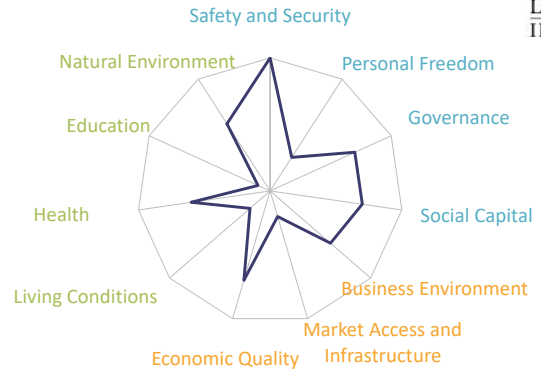 Safety and Security
Natural Environment
Personal Freedom
Education
Governance
Health
Social Capital
Living Conditions
Business Environment
Market Access and
Infrastructure
Economic Quality